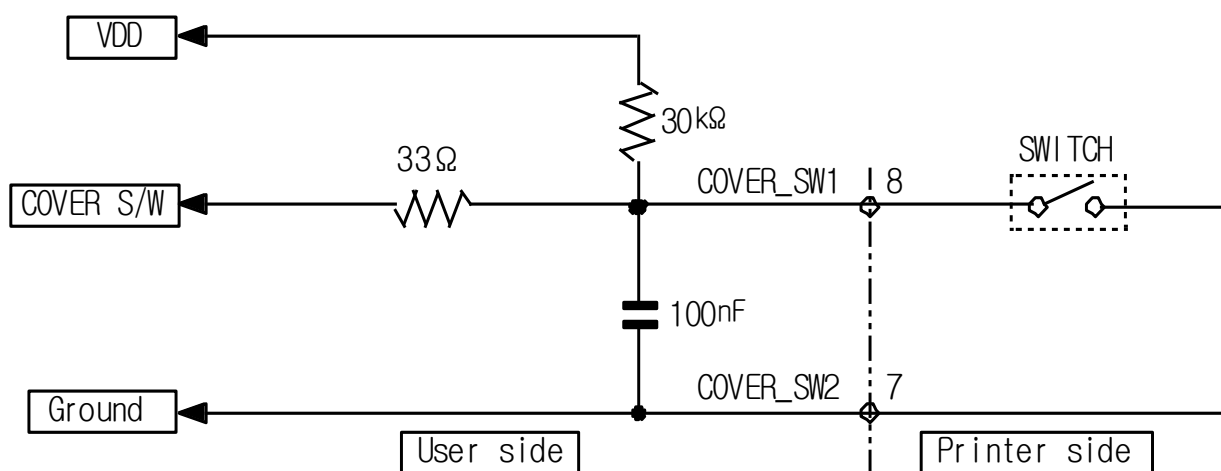 VDD
30kΩ
33Ω
SWITCH
COVER_SW1 8
COVER S/W
100nF
COVER_SW2 7
Ground
User side
Printer side